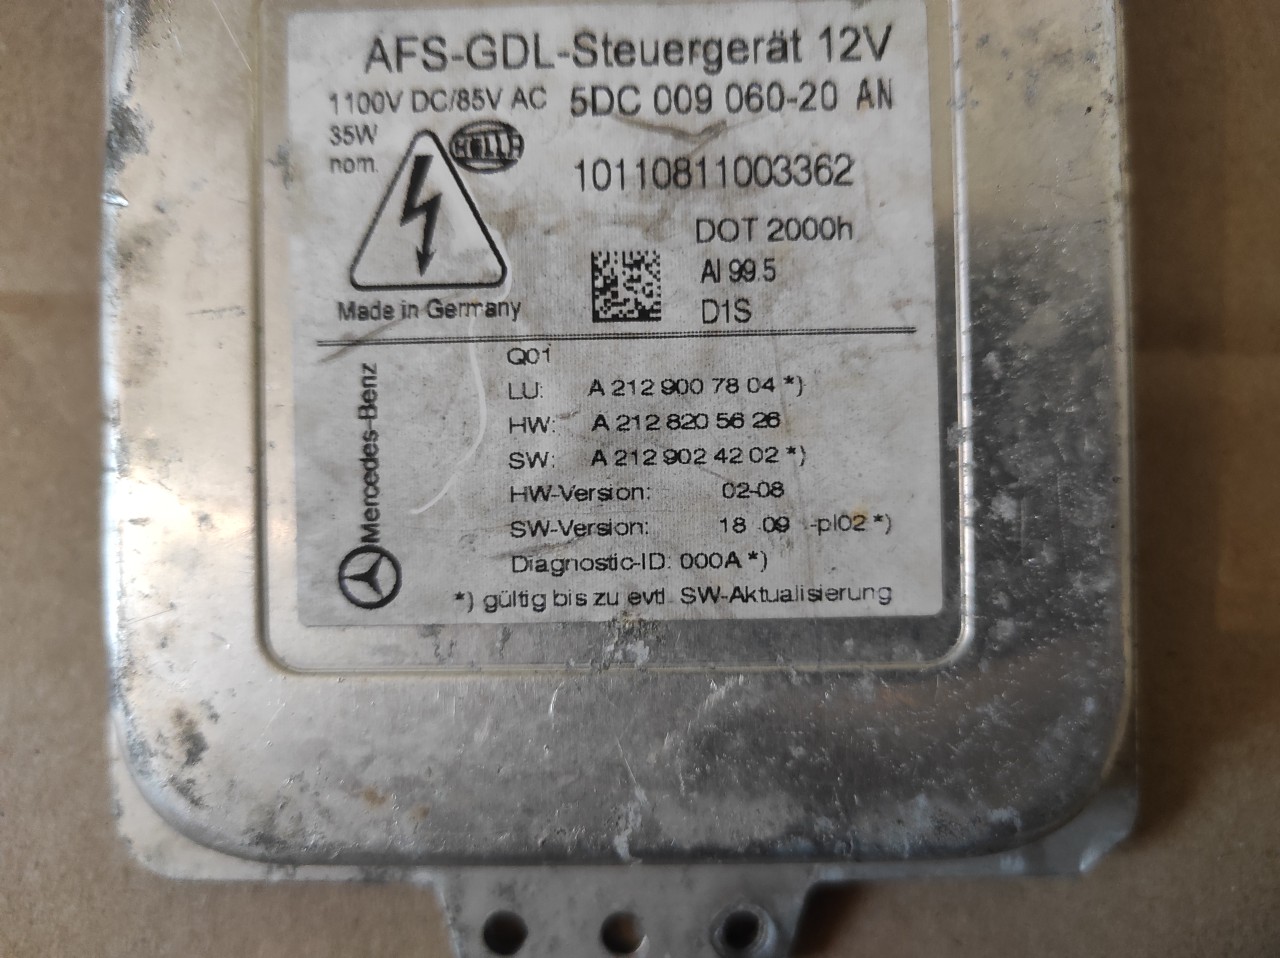 AFS-GDL-Steuergerät 12V
1100V DC/85V AC 5DC 009 060-20 AN
35W
nom.
HELLA
10110811003362
DOT 2000h
Al 99.5
D1S
Made in Germany
Mercedes-Benz
Q01
LU: A 212 900 78 04 *)
HW: A 212 820 56 26
SW: A 212 902 42 02 *)
HW-Version: 02-08
SW-Version: 18 09 -pl02 *)
Diagnostic-ID: 000A *)
*) gültig bis zu evtl. SW-Aktualisierung